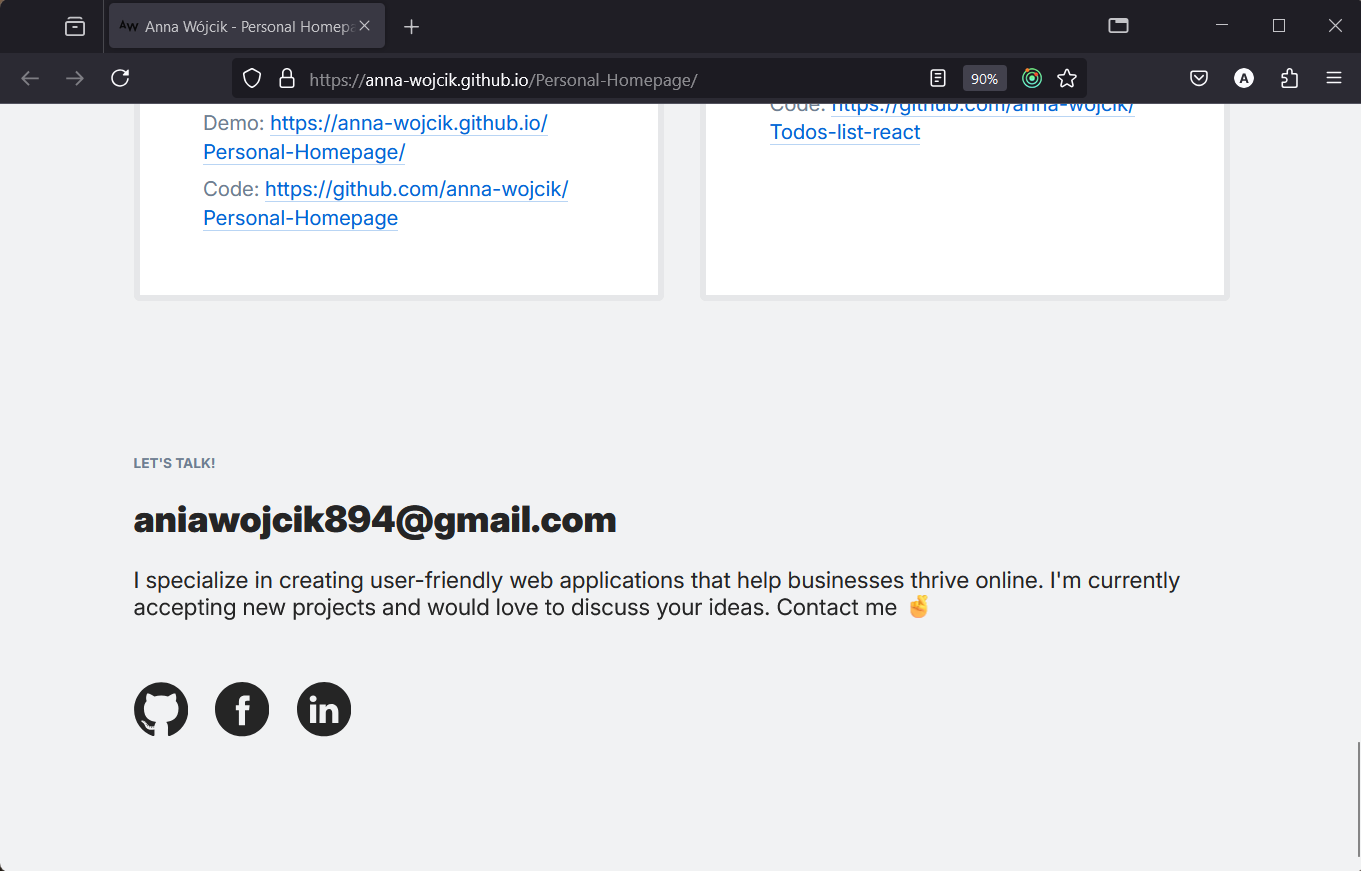 AW Anna Wójcik - Personal Homep
https://anna-wojcik.github.io/Personal-Homepage/
90%
A
Demo: https://anna-wojcik.github.io/
Personal-Homepage/
Code: https://github.com/anna-wojcik/
Personal-Homepage
Code: https://github.com/anna-wojcik/
Todos-list-react
LET'S TALK!
aniawojcik894@gmail.com
I specialize in creating user-friendly web applications that help businesses thrive online. I'm currently
accepting new projects and would love to discuss your ideas. Contact me 🤞
f
in